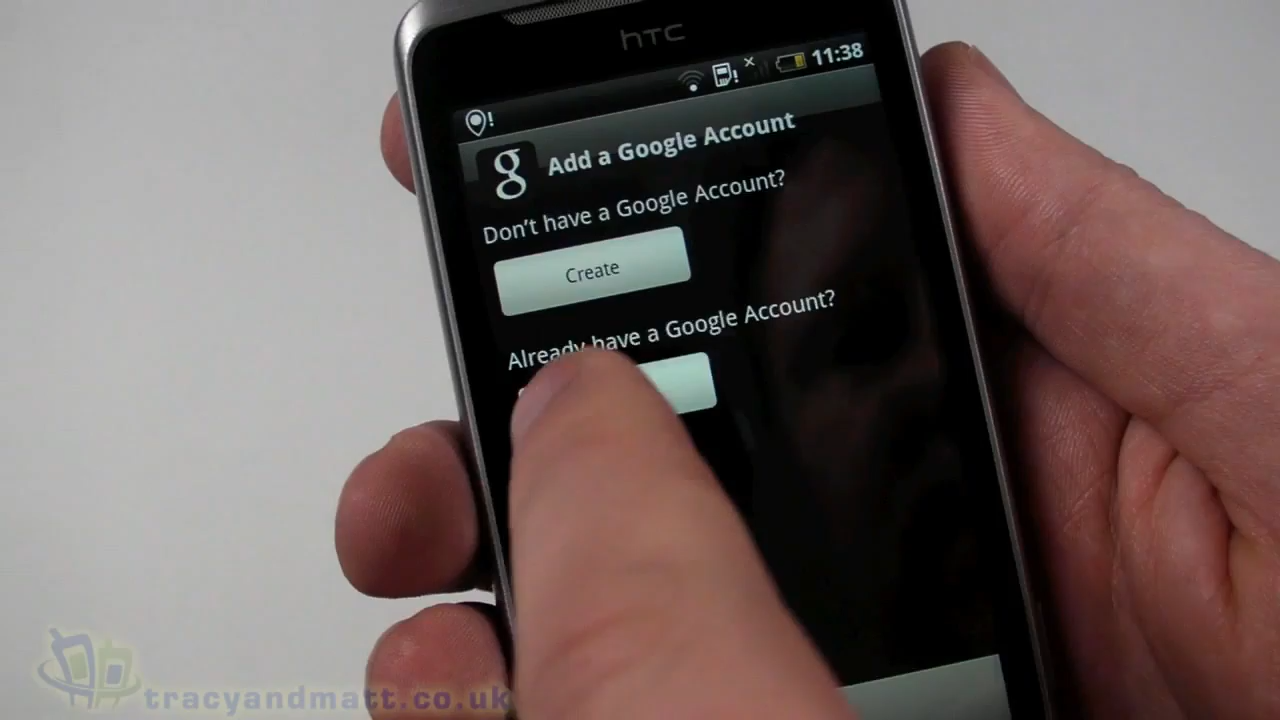 hTC
11:38
Add a Google Account
Don't have a Google Account?
Create
Already have a Google Account?
tracyandmatt.co.uk